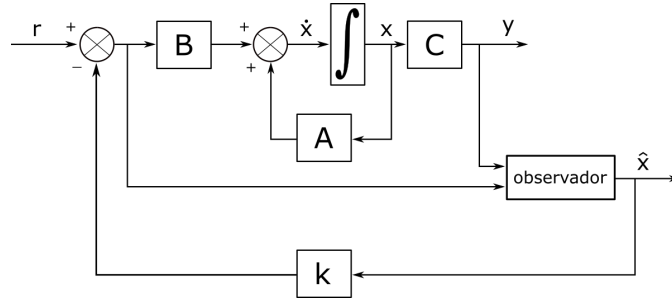 r
+
−
B
+
+
ẋ
∫
x
C
y
A
observador
x̂
k